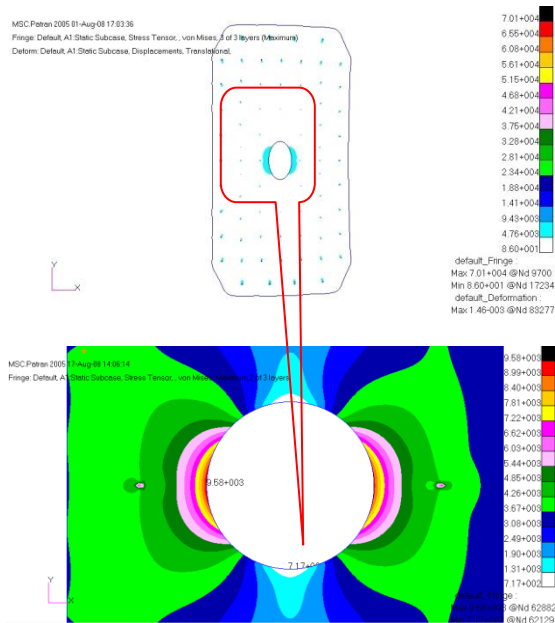 MSC.Patran 2005 01-Aug-08 17:03:36
Fringe: Default, A1:Static Subcase, Stress Tensor, , von Mises, 3 of 3 layers (Maximum)
Deform: Default, A1:Static Subcase, Displacements, Translational,
7.01+004
6.55+004
6.08+004
5.61+004
5.15+004
4.68+004
4.21+004
3.75+004
3.28+004
2.81+004
2.34+004
1.88+004
1.41+004
9.43+003
4.76+003
8.60+001
default_Fringe :
Max 7.01+004 @Nd 9700
Min 8.60+001 @Nd 17234
default_Deformation :
Max 1.46-003 @Nd 83277
Y
X
MSC.Patran 2005 17-Aug-08 14:06:14
Fringe: Default, A1:Static Subcase, Stress Tensor, , von Mises, 2 of 3 layers
9.58+003
8.99+003
8.40+003
7.81+003
7.22+003
6.62+003
6.03+003
5.44+003
4.85+003
4.26+003
3.67+003
3.08+003
2.49+003
1.90+003
1.31+003
7.17+002
9.58+003
Y
X
@Nd 62882
@Nd 62129